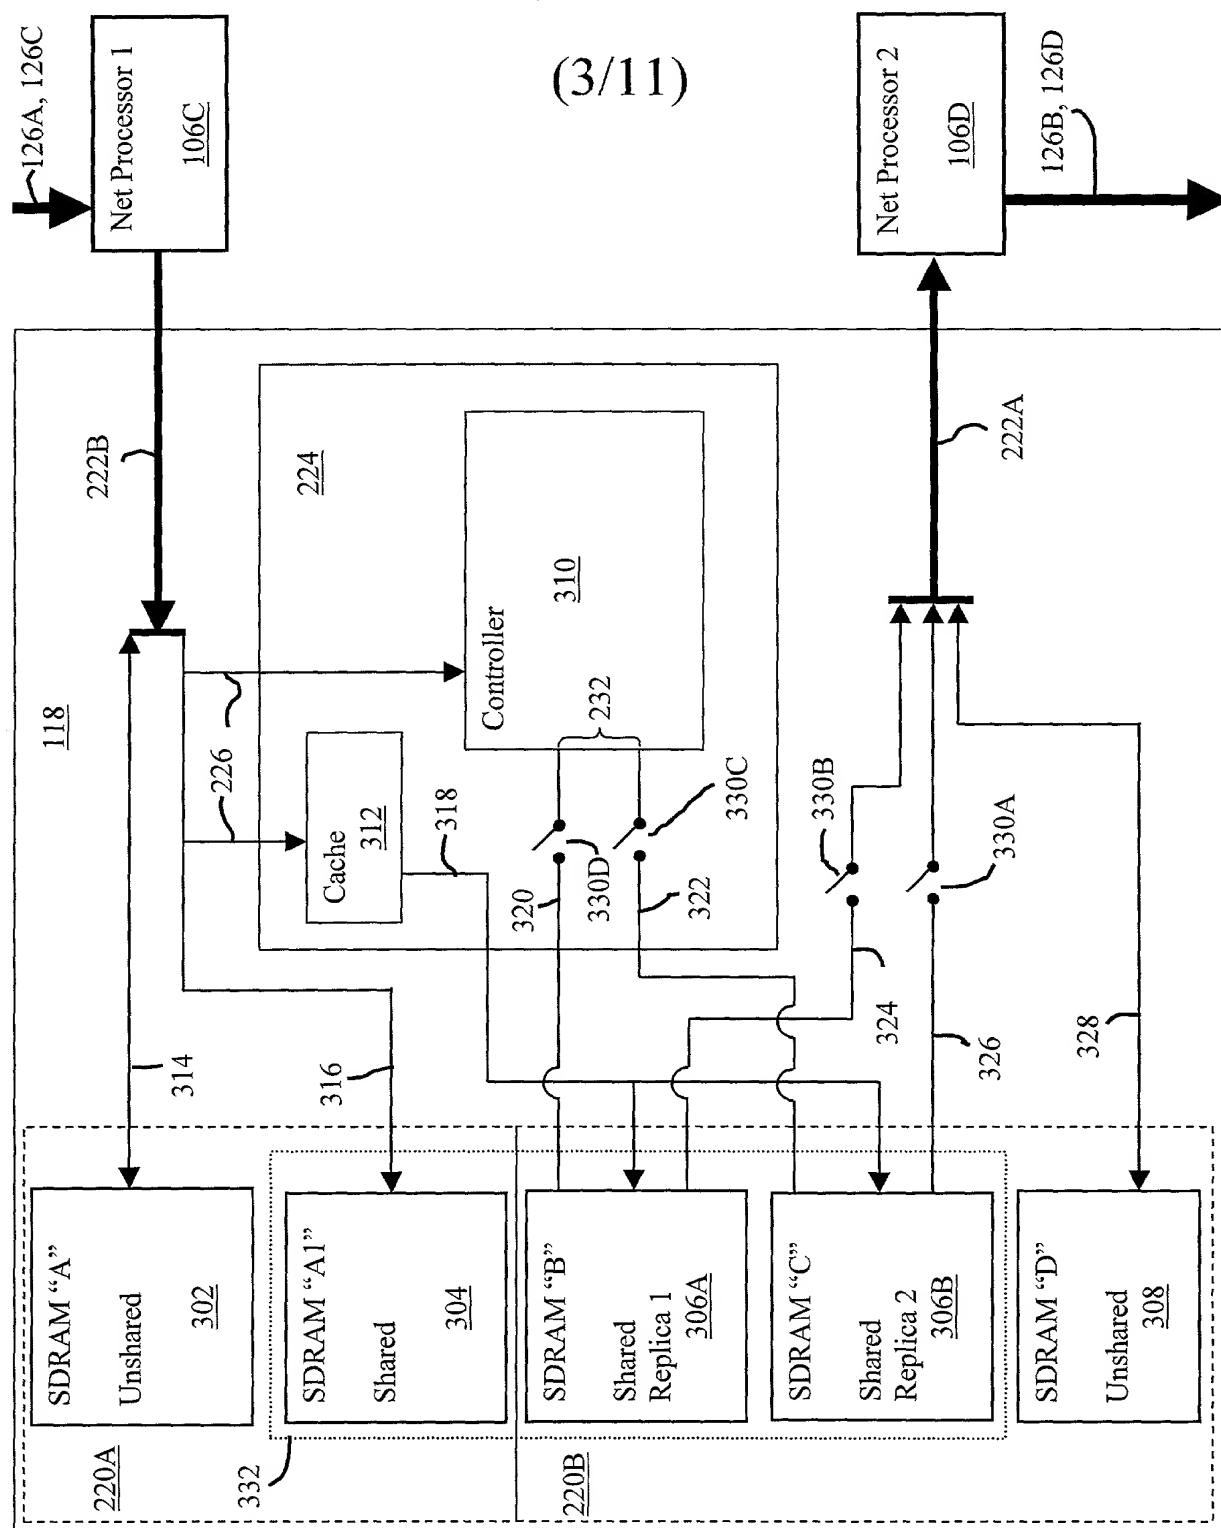 (3/11)
126A, 126C
Net Processor 1
106C
Net Processor 2
106D
126B, 126D
118
222B
224
Controller
310
232
226
Cache
312
318
320
330D
330C
322
330B
330A
222A
314
316
324
326
328
SDRAM “A”
Unshared
302
SDRAM “A1”
Shared
304
SDRAM “B”
Shared
Replica 1
306A
SDRAM “C”
Shared
Replica 2
306B
SDRAM “D”
Unshared
308
220A
332
220B